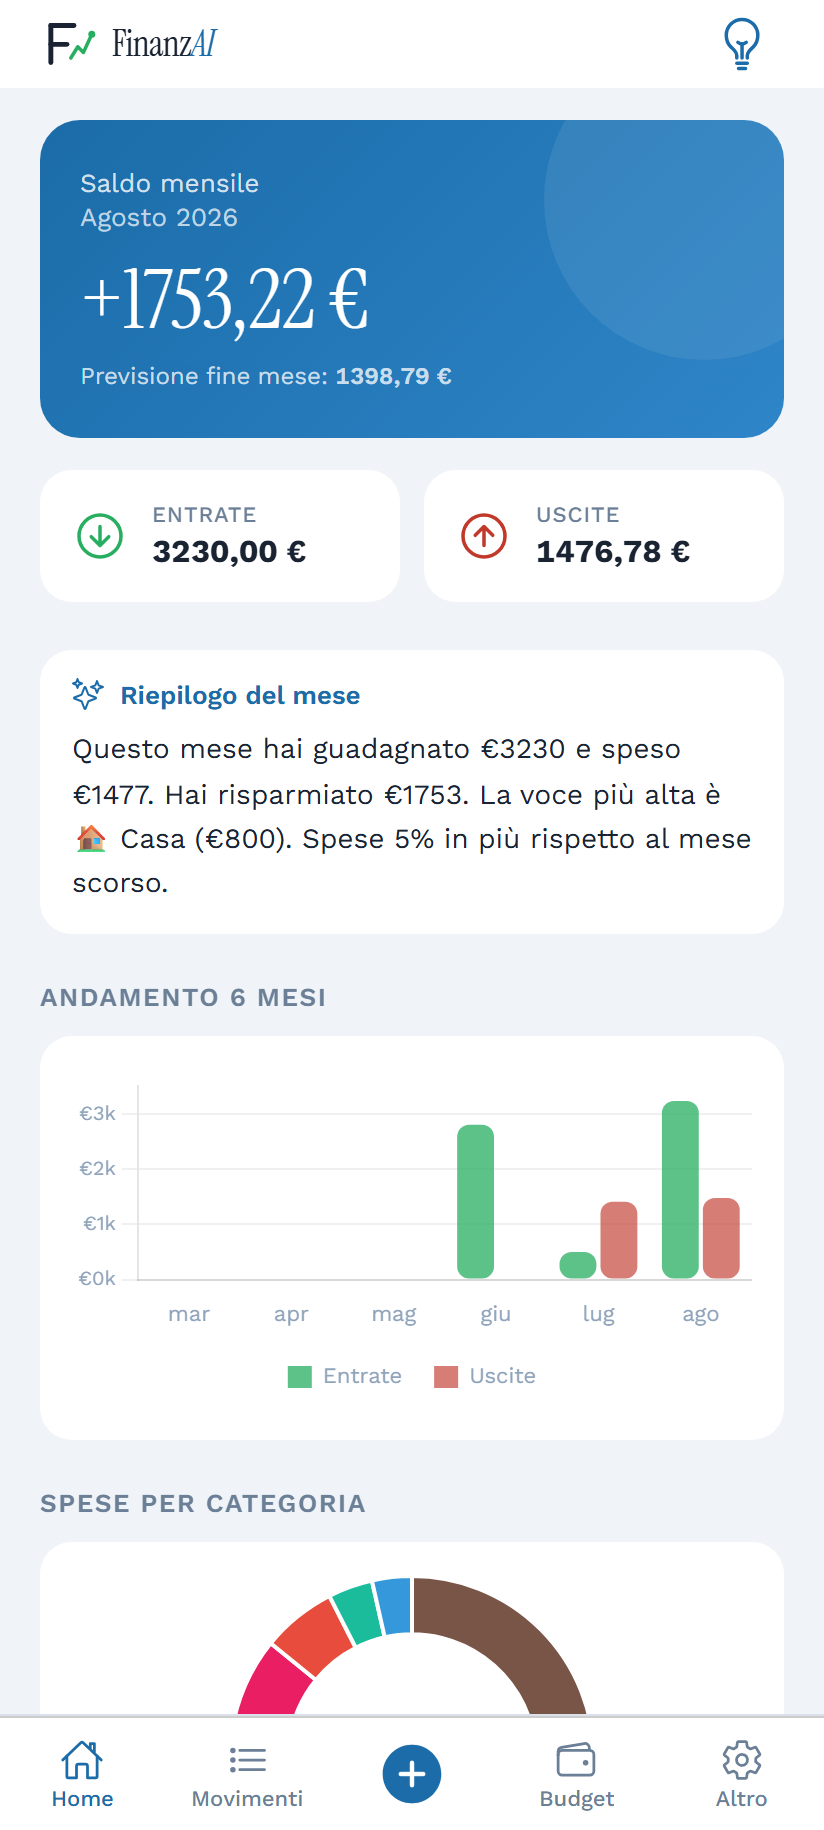 FinanzAI
Saldo mensile
Agosto 2026
+1753,22 €
Previsione fine mese: 1398,79 €
ENTRATE
3230,00 €
USCITE
1476,78 €
Riepilogo del mese
Questo mese hai guadagnato €3230 e speso
€1477. Hai risparmiato €1753. La voce più alta è
🏠 Casa (€800). Spese 5% in più rispetto al mese
scorso.
ANDAMENTO 6 MESI
€3k
€2k
€1k
€0k
mar apr mag giu lug ago
Entrate Uscite
SPESE PER CATEGORIA
Home Movimenti Budget Altro